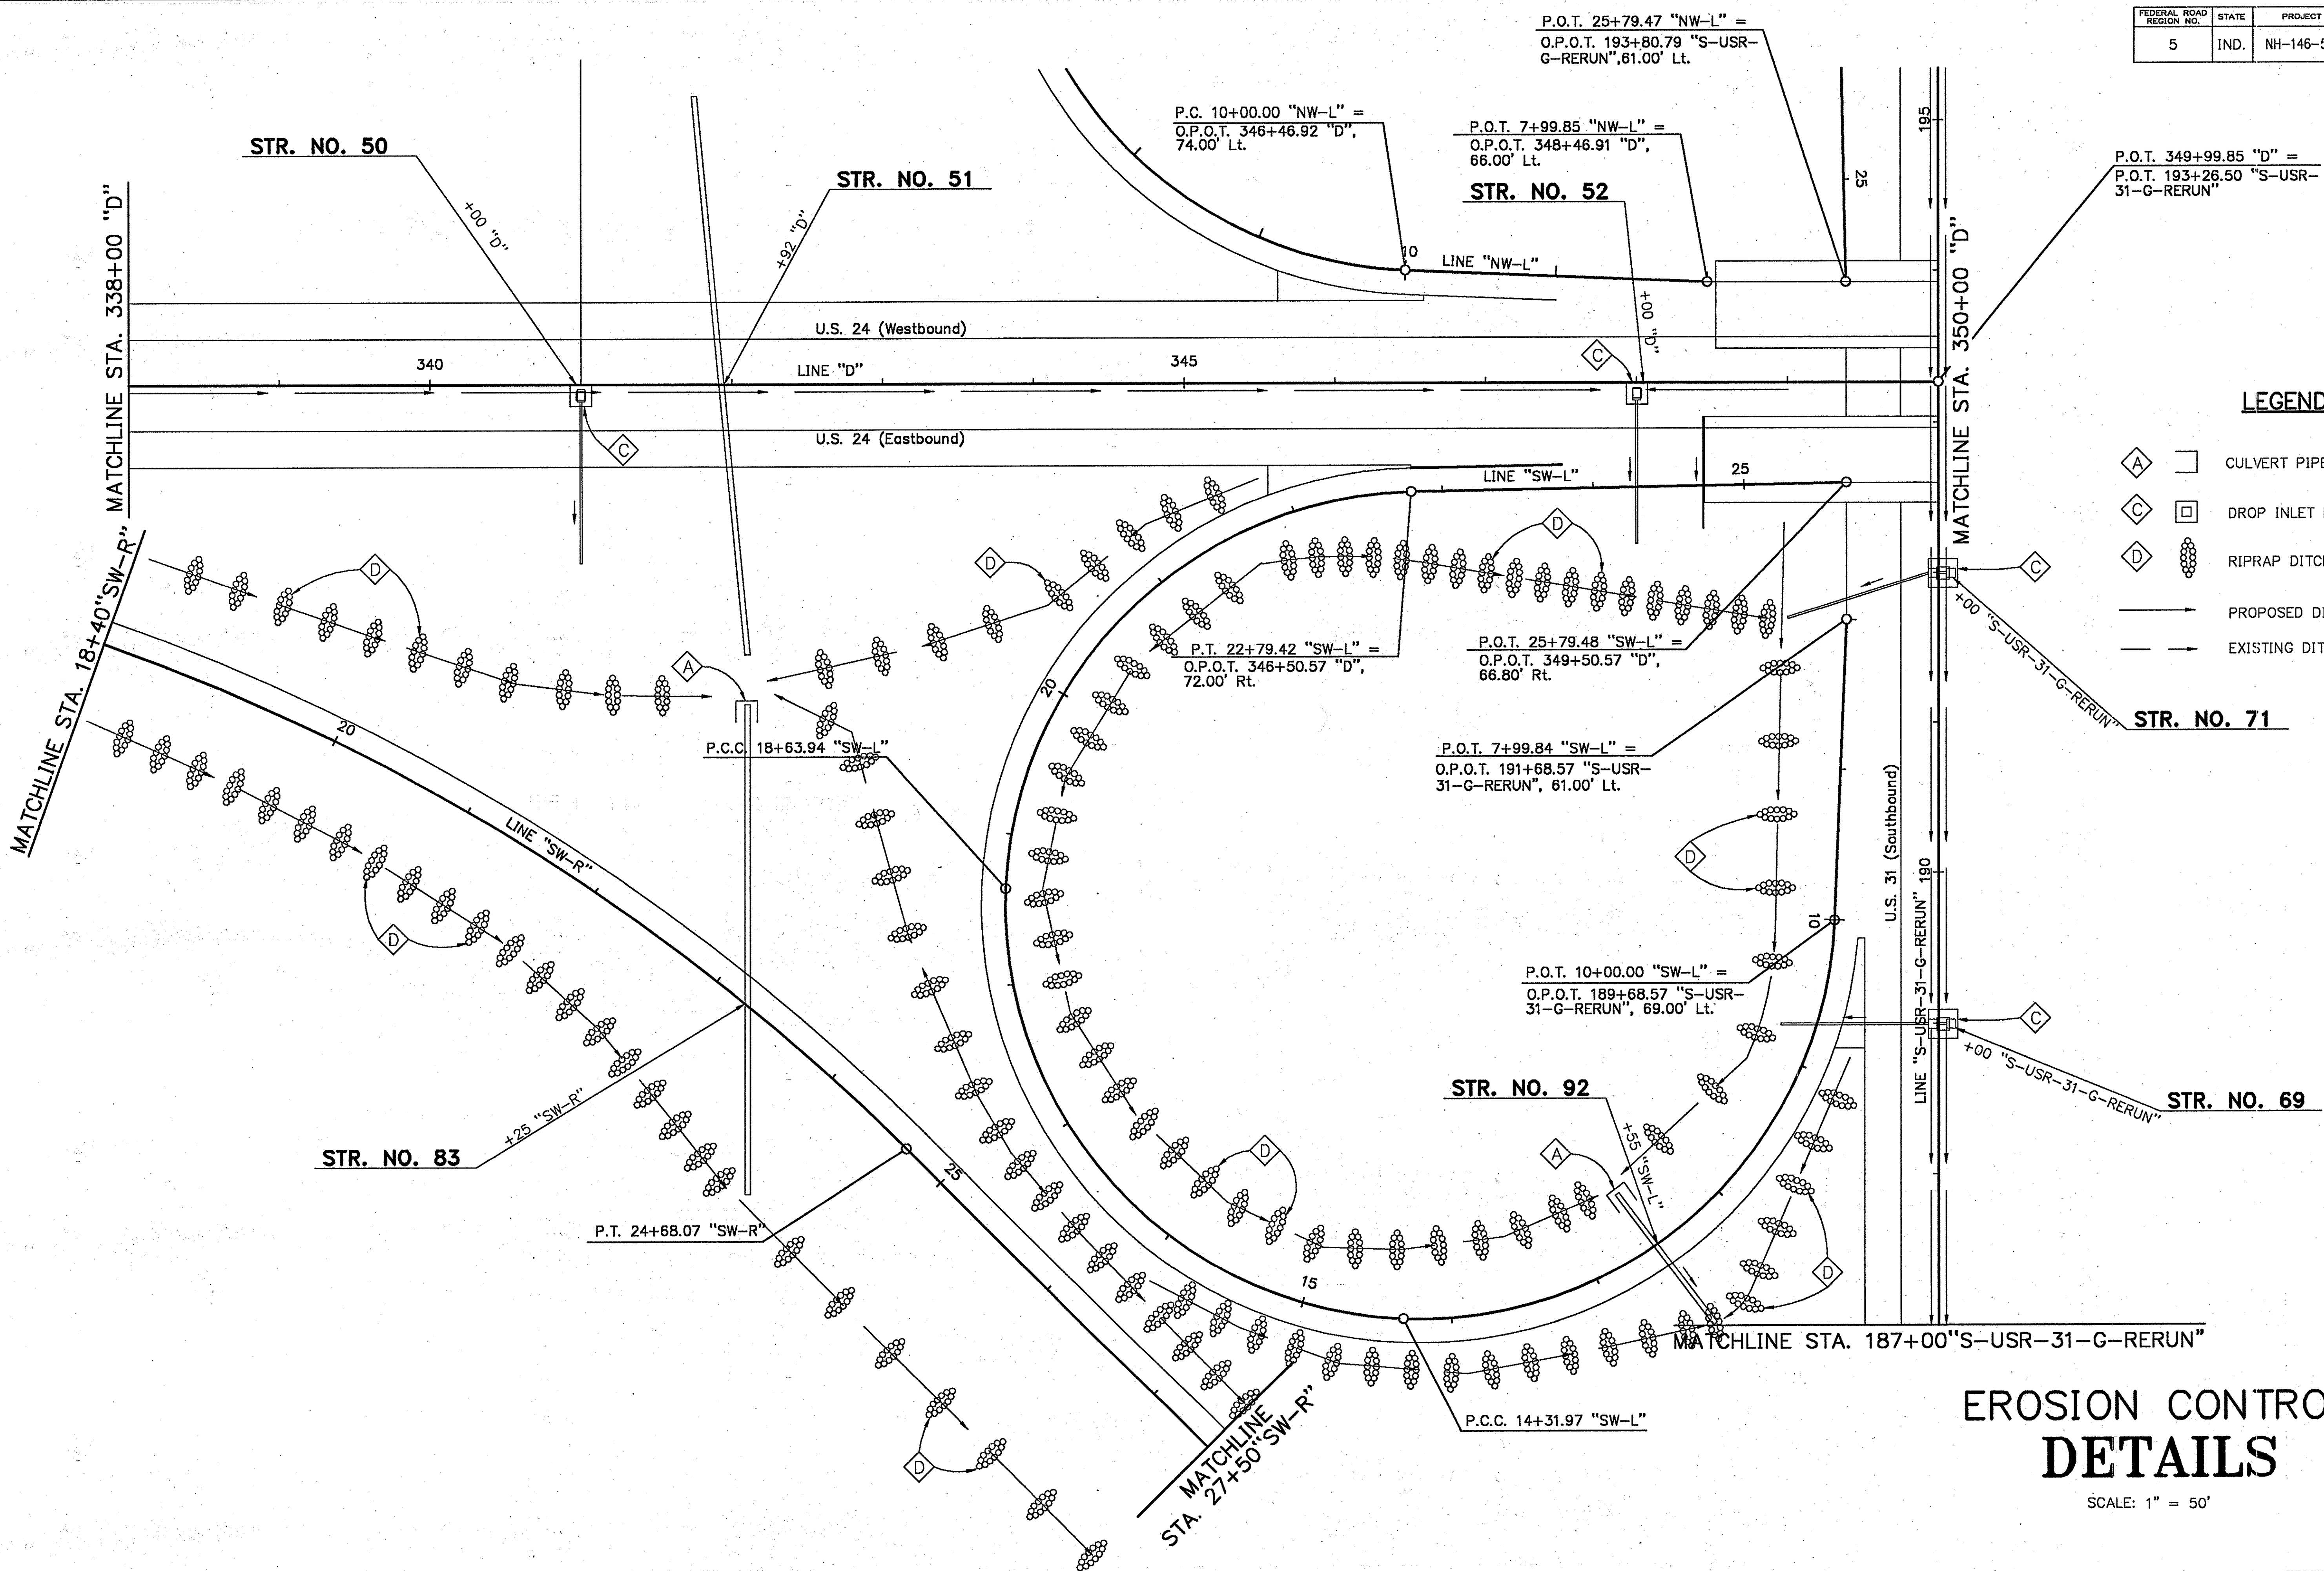 FEDERAL ROAD REGION NO.
STATE
PROJECT
5
IND.
NH-146-5
P.O.T. 25+79.47 "NW-L" =
O.P.O.T. 193+80.79 "S-USR-
G-RERUN",61.00' Lt.
P.C. 10+00.00 "NW-L" =
O.P.O.T. 346+46.92 "D",
74.00' Lt.
P.O.T. 7+99.85 "NW-L" =
O.P.O.T. 348+46.91 "D",
66.00' Lt.
STR. NO. 50
STR. NO. 51
STR. NO. 52
P.O.T. 349+99.85 "D" =
P.O.T. 193+26.50 "S-USR-
31-G-RERUN"
195
25
+00 "D"
+92 "D"
+00 "D"
MATCHLINE STA. 338+00 "D"
MATCHLINE STA. 350+00 "D"
10
LINE "NW-L"
U.S. 24 (Westbound)
340
LINE "D"
345
C
C
U.S. 24 (Eastbound)
LINE "SW-L"
25
LEGEND
A
CULVERT PIPE
C
DROP INLET
D
RIPRAP DITC
PROPOSED DI
EXISTING DIT
MATCHLINE STA. 18+40"SW-R"
D
D
D
C
+00 "S-USR-31-G-RERUN"
STR. NO. 71
P.T. 22+79.42 "SW-L" =
O.P.O.T. 346+50.57 "D",
72.00' Rt.
P.O.T. 25+79.48 "SW-L" =
O.P.O.T. 349+50.57 "D",
66.80' Rt.
A
20
20
P.C.C. 18+63.94 "SW-L"
P.O.T. 7+99.84 "SW-L" =
O.P.O.T. 191+68.57 "S-USR-
31-G-RERUN", 61.00' Lt.
LINE "SW-R"
D
D
U.S. 31 (Southbound)
190
LINE "S-USR-31-G-RERUN"
10
P.O.T. 10+00.00 "SW-L" =
O.P.O.T. 189+68.57 "S-USR-
31-G-RERUN", 69.00' Lt.
C
+00 "S-USR-31-G-RERUN"
STR. NO. 69
STR. NO. 92
+55 "SW-L"
A
D
+25 "SW-R"
STR. NO. 83
25
P.T. 24+68.07 "SW-R"
15
D
MATCHLINE STA. 187+00"S-USR-31-G-RERUN"
P.C.C. 14+31.97 "SW-L"
D
MATCHLINE
STA. 27+50"SW-R"
EROSION CONTRO
DETAILS
SCALE: 1" = 50'